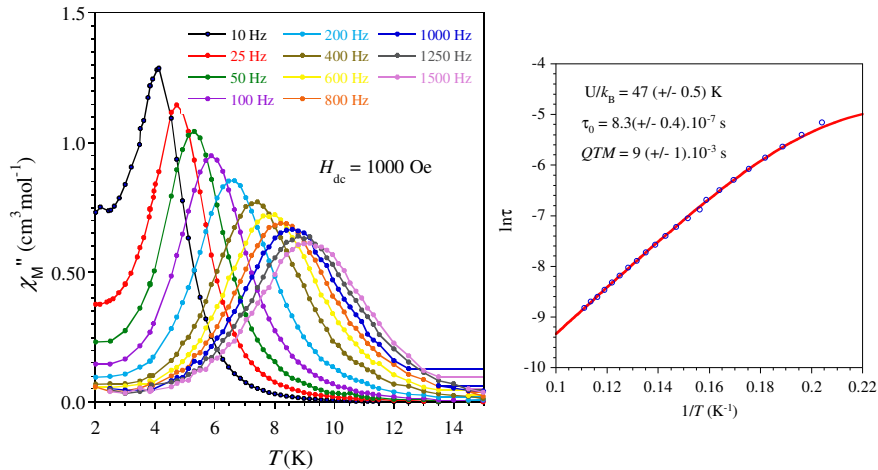 1.5
1.0
0.50
0.0
χM" (cm³ mol⁻¹)
10 Hz 200 Hz 1000 Hz
25 Hz 400 Hz 1250 Hz
50 Hz 600 Hz 1500 Hz
100 Hz 800 Hz
Hdc = 1000 Oe
2 4 6 8 10 12 14
T (K)
-4
-5
-6
-7
-8
-9
-10
lnτ
U/kB = 47 (+/- 0.5) K
τ0 = 8.3(+/- 0.4).10⁻⁷ s
QTM = 9 (+/- 1).10⁻³ s
0.1 0.12 0.14 0.16 0.18 0.2 0.22
1/T (K⁻¹)